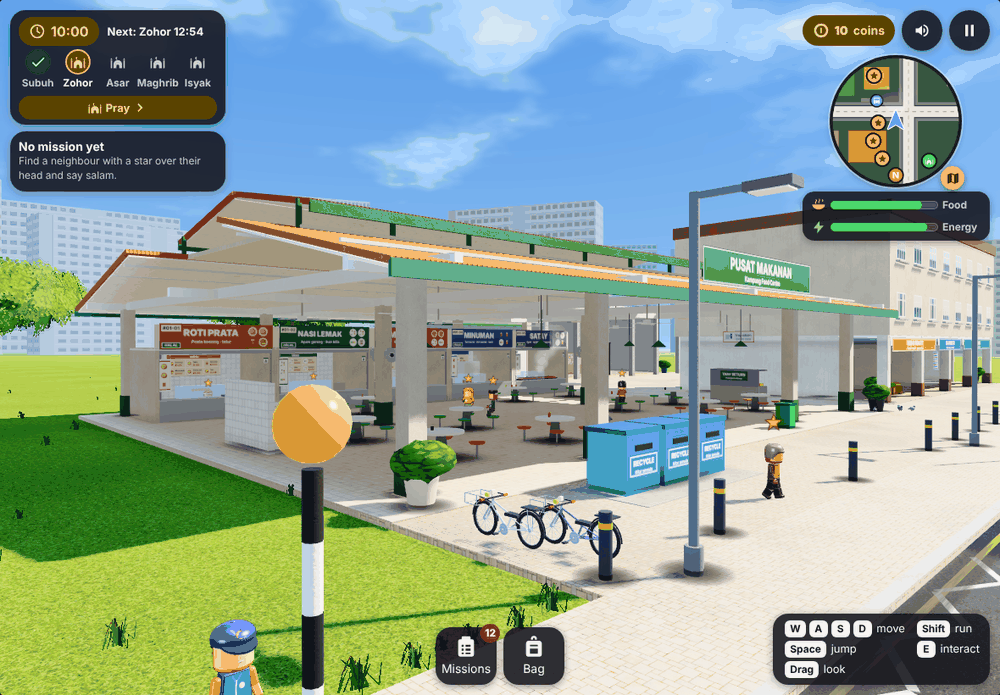 10:00
Next: Zohor 12:54
Subuh
Zohor
Asar
Maghrib
Isyak
Pray
No mission yet
Find a neighbour with a star over their
head and say salam.
10 coins
N
Food
Energy
PUSAT MAKANAN
Kampung Food Centre
ROTI PRATA
NASI LEMAK
MINUMAN
RECYCLE
RECYCLE
RECYCLE
12
Missions
Bag
W A S D move
Shift run
Space jump
E interact
Drag look